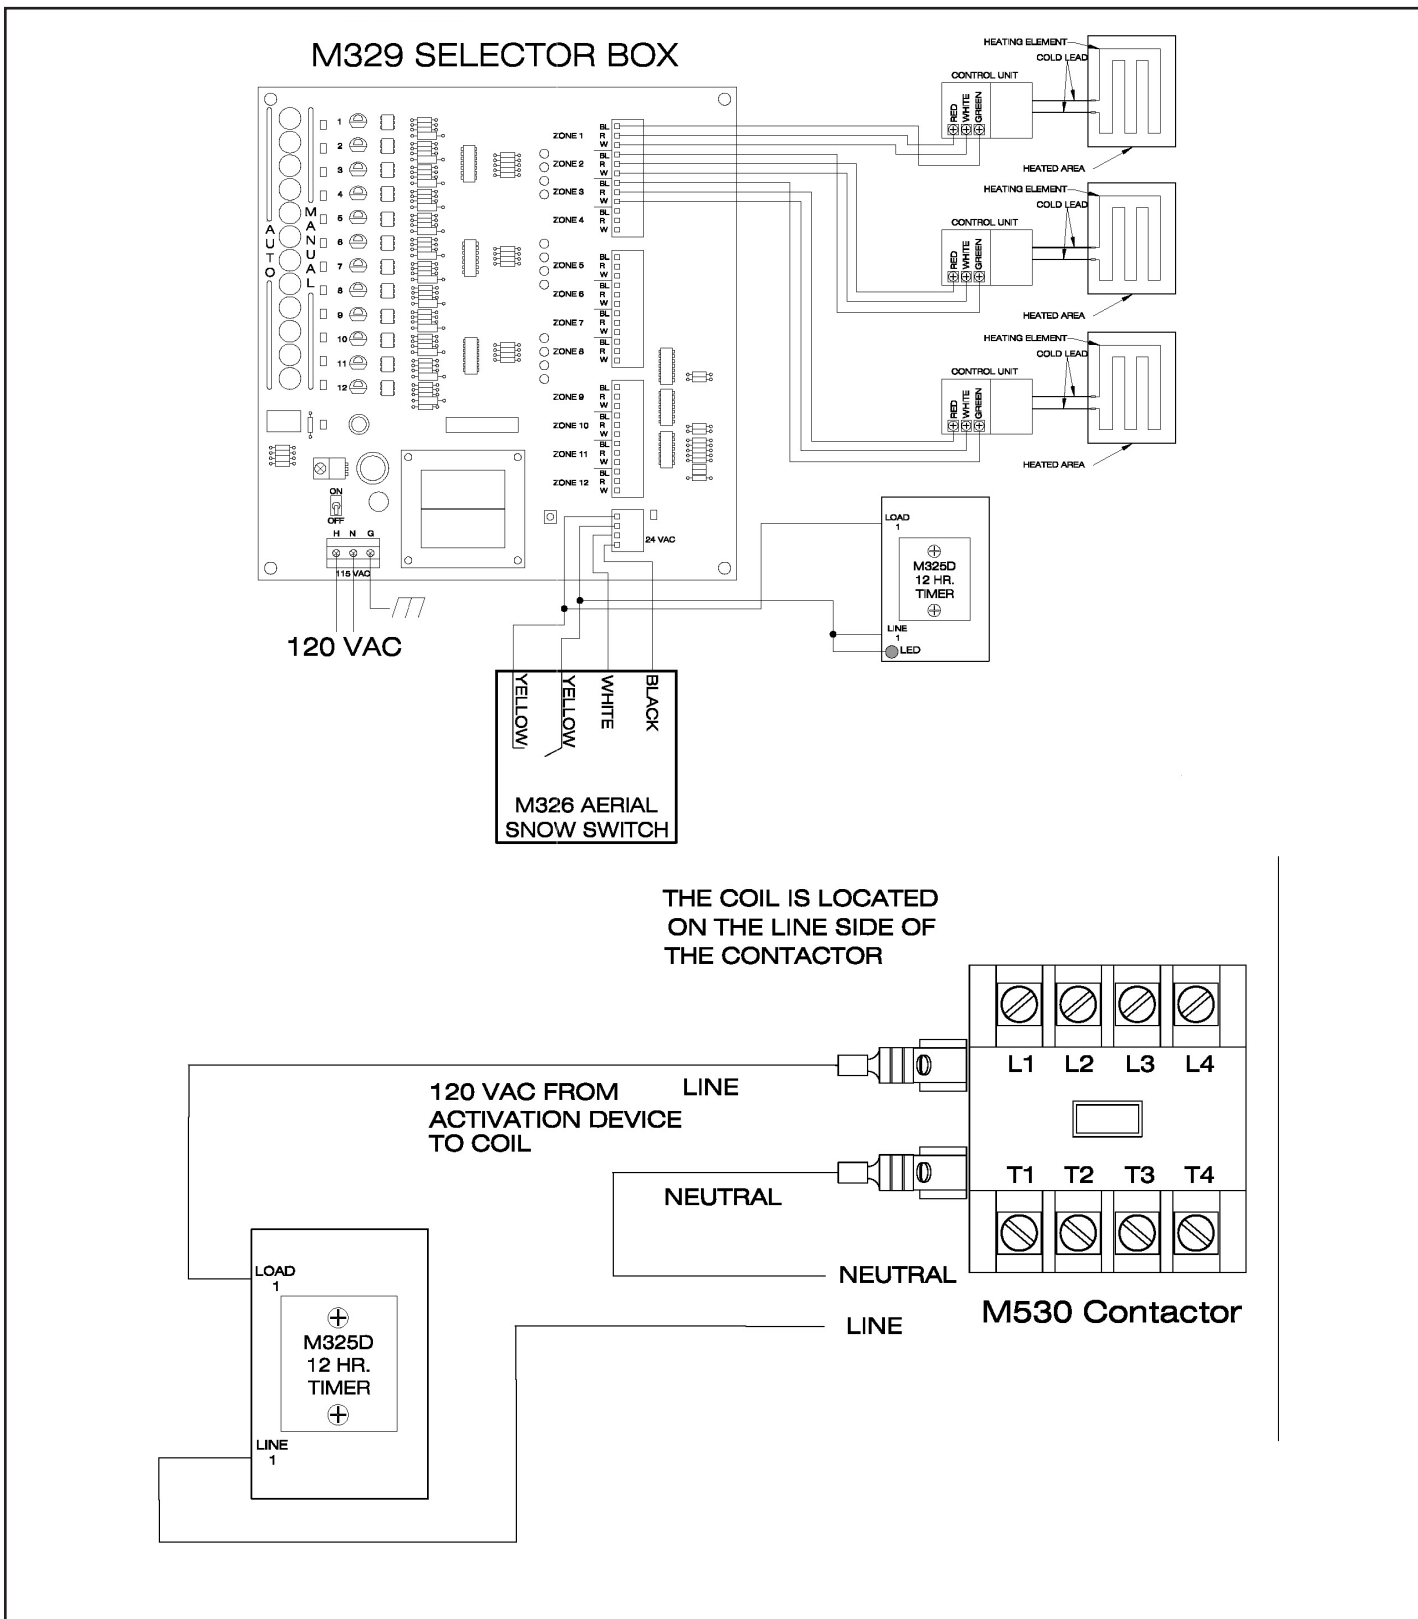 M329 SELECTOR BOX
AUTO
MANUAL
1
2
3
4
5
6
7
8
9
10
11
12
ZONE 1
BL
R
W
ZONE 2
BL
R
W
ZONE 3
BL
R
W
ZONE 4
BL
R
W
ZONE 5
BL
R
W
ZONE 6
BL
R
W
ZONE 7
BL
R
W
ZONE 8
BL
R
W
ZONE 9
BL
R
W
ZONE 10
BL
R
W
ZONE 11
BL
R
W
ZONE 12
BL
R
W
24 VAC
ON
OFF
H N G
115 VAC
120 VAC
HEATING ELEMENT
COLD LEAD
CONTROL UNIT
RED
WHITE
GREEN
HEATED AREA
HEATING ELEMENT
COLD LEAD
CONTROL UNIT
RED
WHITE
GREEN
HEATED AREA
HEATING ELEMENT
COLD LEAD
CONTROL UNIT
RED
WHITE
GREEN
HEATED AREA
LOAD
1
M325D
12 HR.
TIMER
LINE
1
LED
YELLOW
YELLOW
WHITE
BLACK
M326 AERIAL
SNOW SWITCH
THE COIL IS LOCATED
ON THE LINE SIDE OF
THE CONTACTOR
L1 L2 L3 L4
LINE
120 VAC FROM
ACTIVATION DEVICE
TO COIL
T1 T2 T3 T4
NEUTRAL
NEUTRAL
LINE
M530 Contactor
LOAD
1
M325D
12 HR.
TIMER
LINE
1